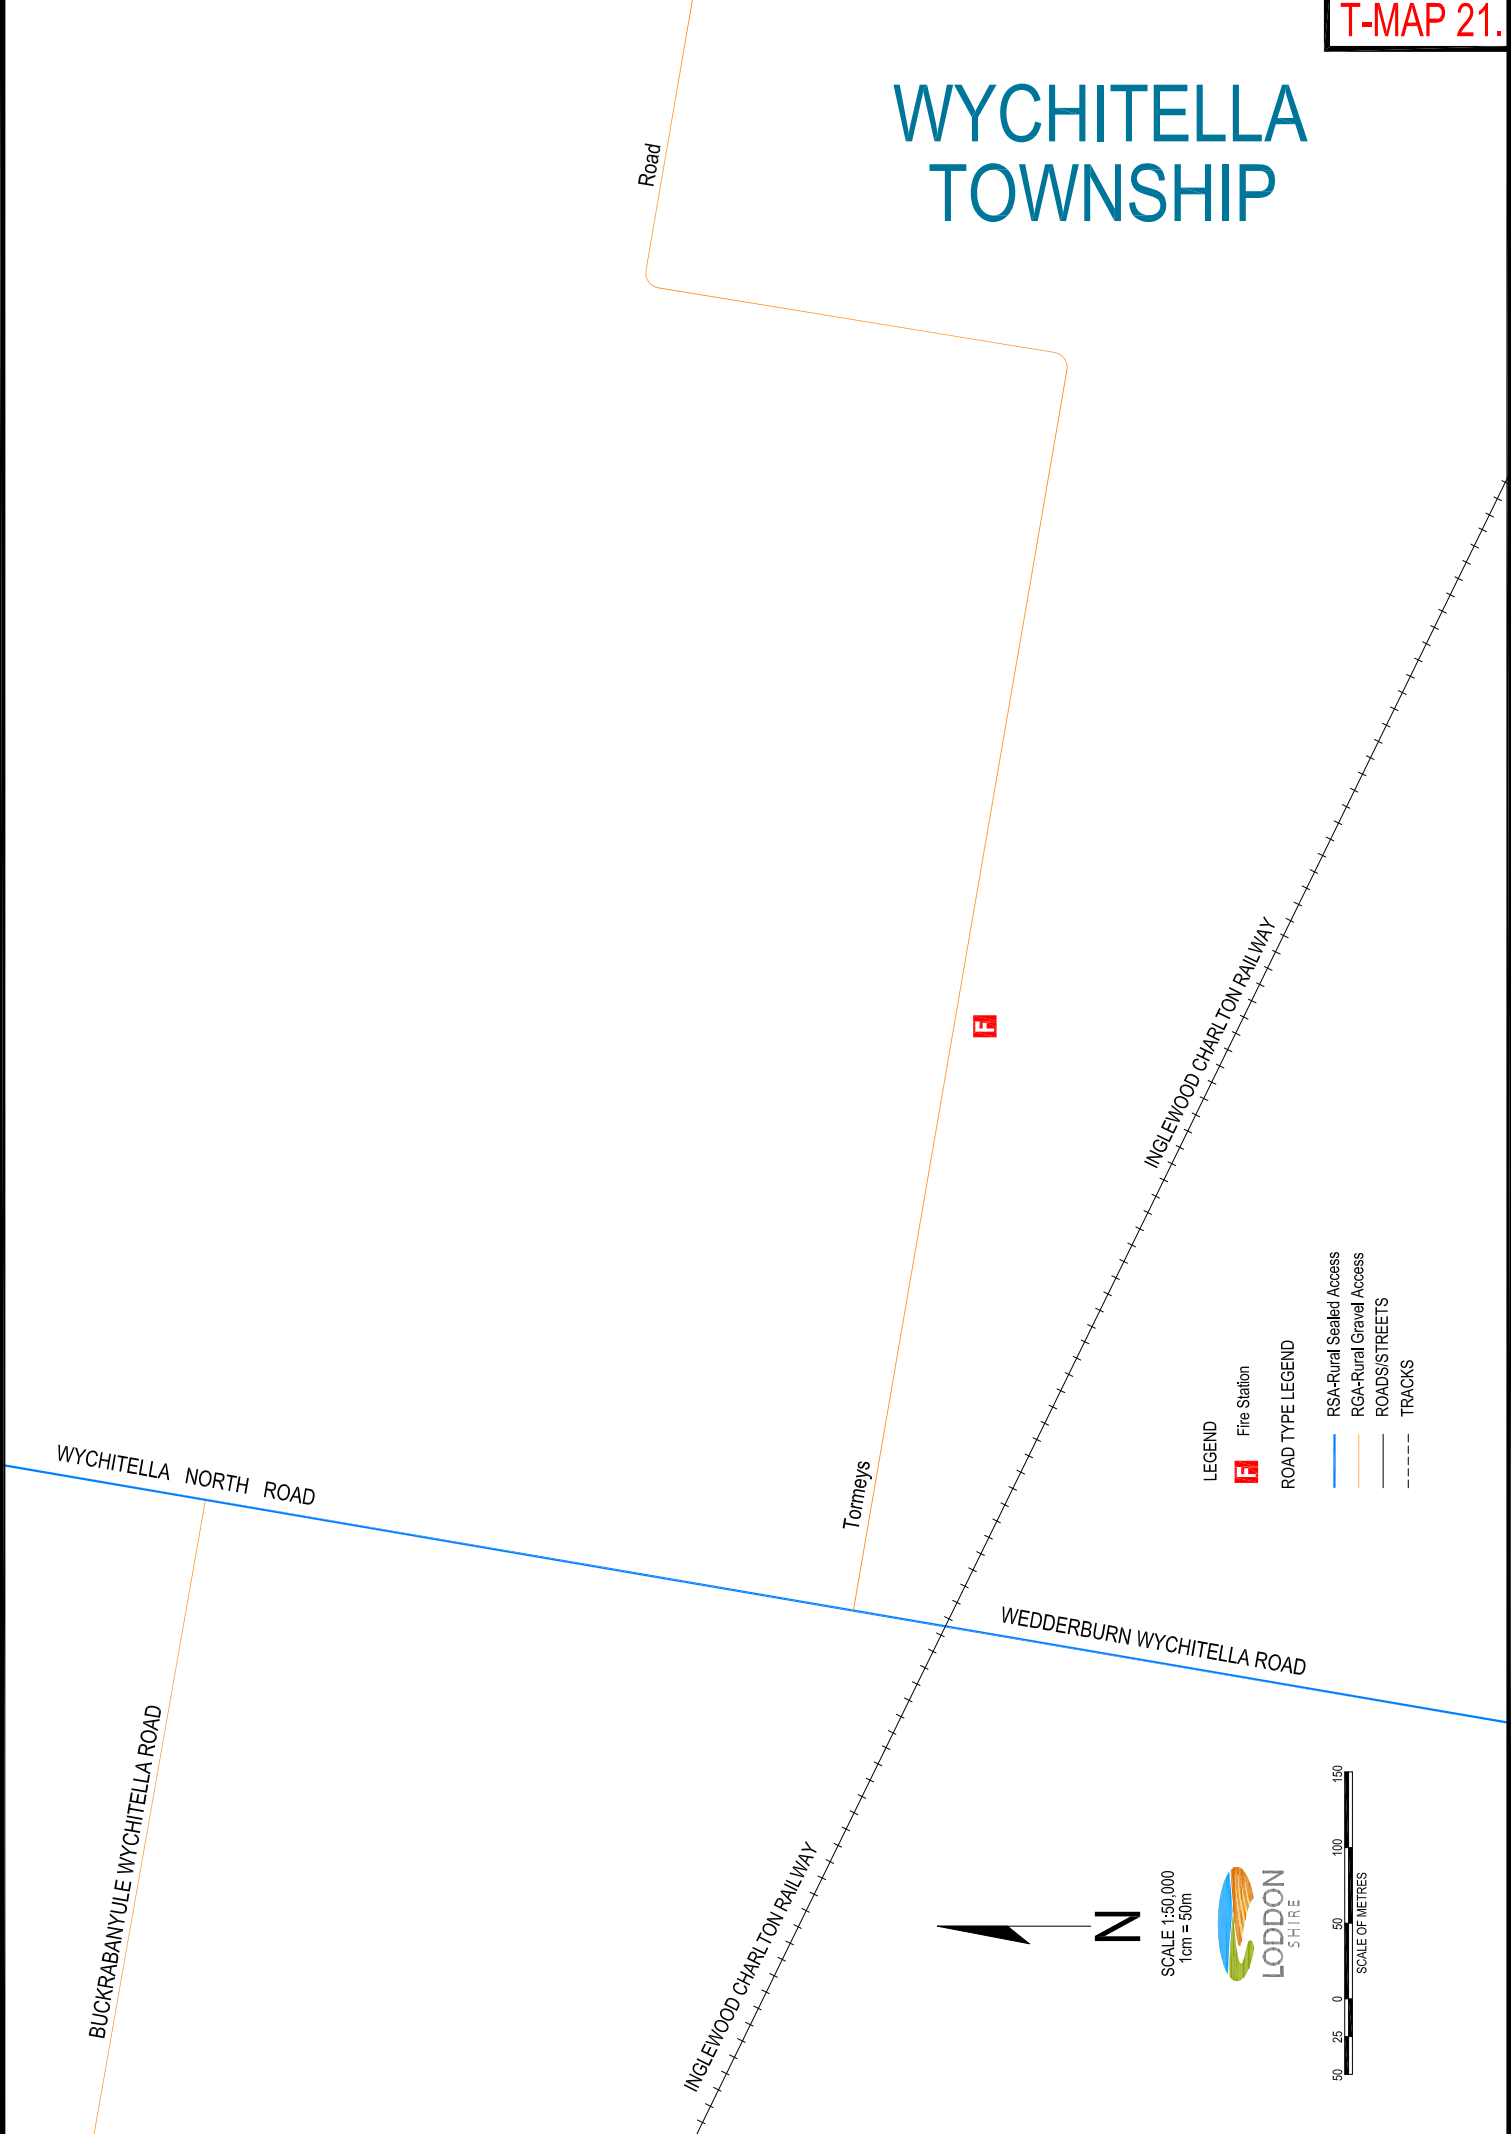 T-MAP 21.
WYCHITELLA
TOWNSHIP
Road
F
INGLEWOOD CHARLTON RAILWAY
WYCHITELLA NORTH ROAD
Tormeys
WEDDERBURN WYCHITELLA ROAD
BUCKRABANYULE WYCHITELLA ROAD
INGLEWOOD CHARLTON RAILWAY
LEGEND
F Fire Station
ROAD TYPE LEGEND
RSA-Rural Sealed Access
RGA-Rural Gravel Access
ROADS/STREETS
TRACKS
N
SCALE 1:50,000
1cm = 50m
LODDON
SHIRE
50 25 0 50 100 150
SCALE OF METRES